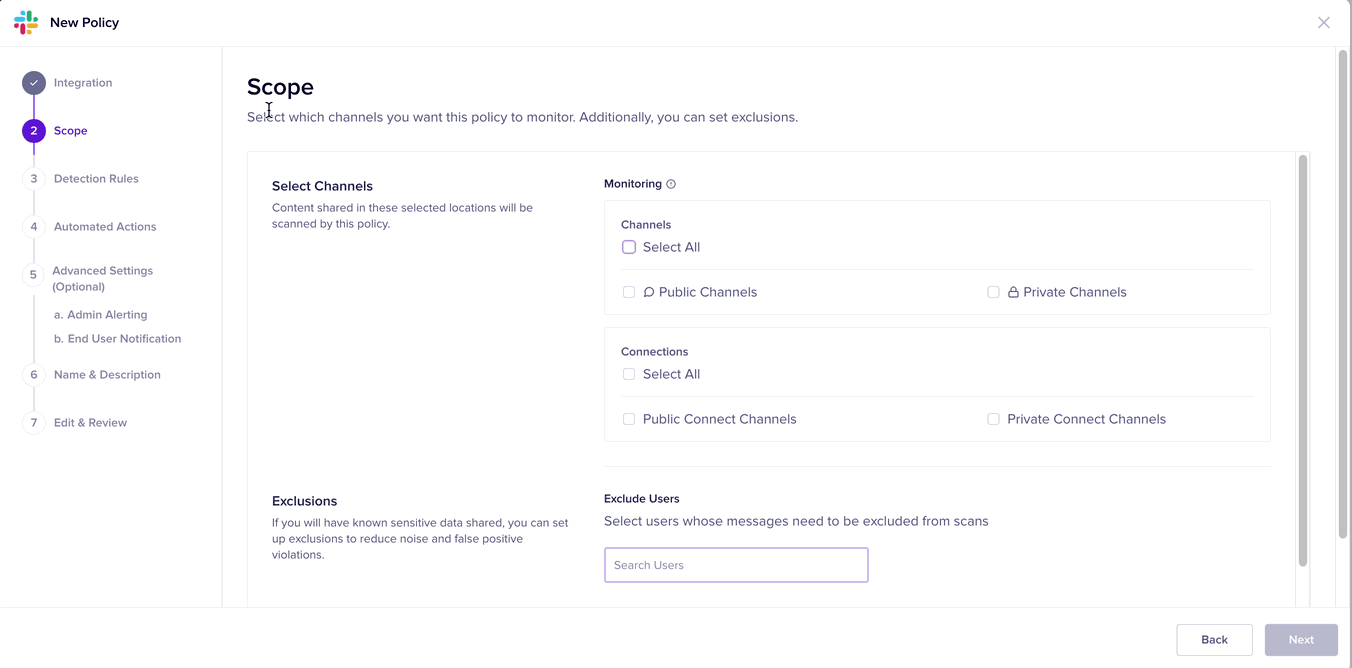 New Policy
Integration
2 Scope
3 Detection Rules
4 Automated Actions
5 Advanced Settings
(Optional)
a. Admin Alerting
b. End User Notification
6 Name & Description
7 Edit & Review
Scope
Select which channels you want this policy to monitor. Additionally, you can set exclusions.
Select Channels
Content shared in these selected locations will be
scanned by this policy.
Monitoring
Channels
Select All
Public Channels
Private Channels
Connections
Select All
Public Connect Channels
Private Connect Channels
Exclusions
If you will have known sensitive data shared, you can set
up exclusions to reduce noise and false positive
violations.
Exclude Users
Select users whose messages need to be excluded from scans
Search Users
Back
Next